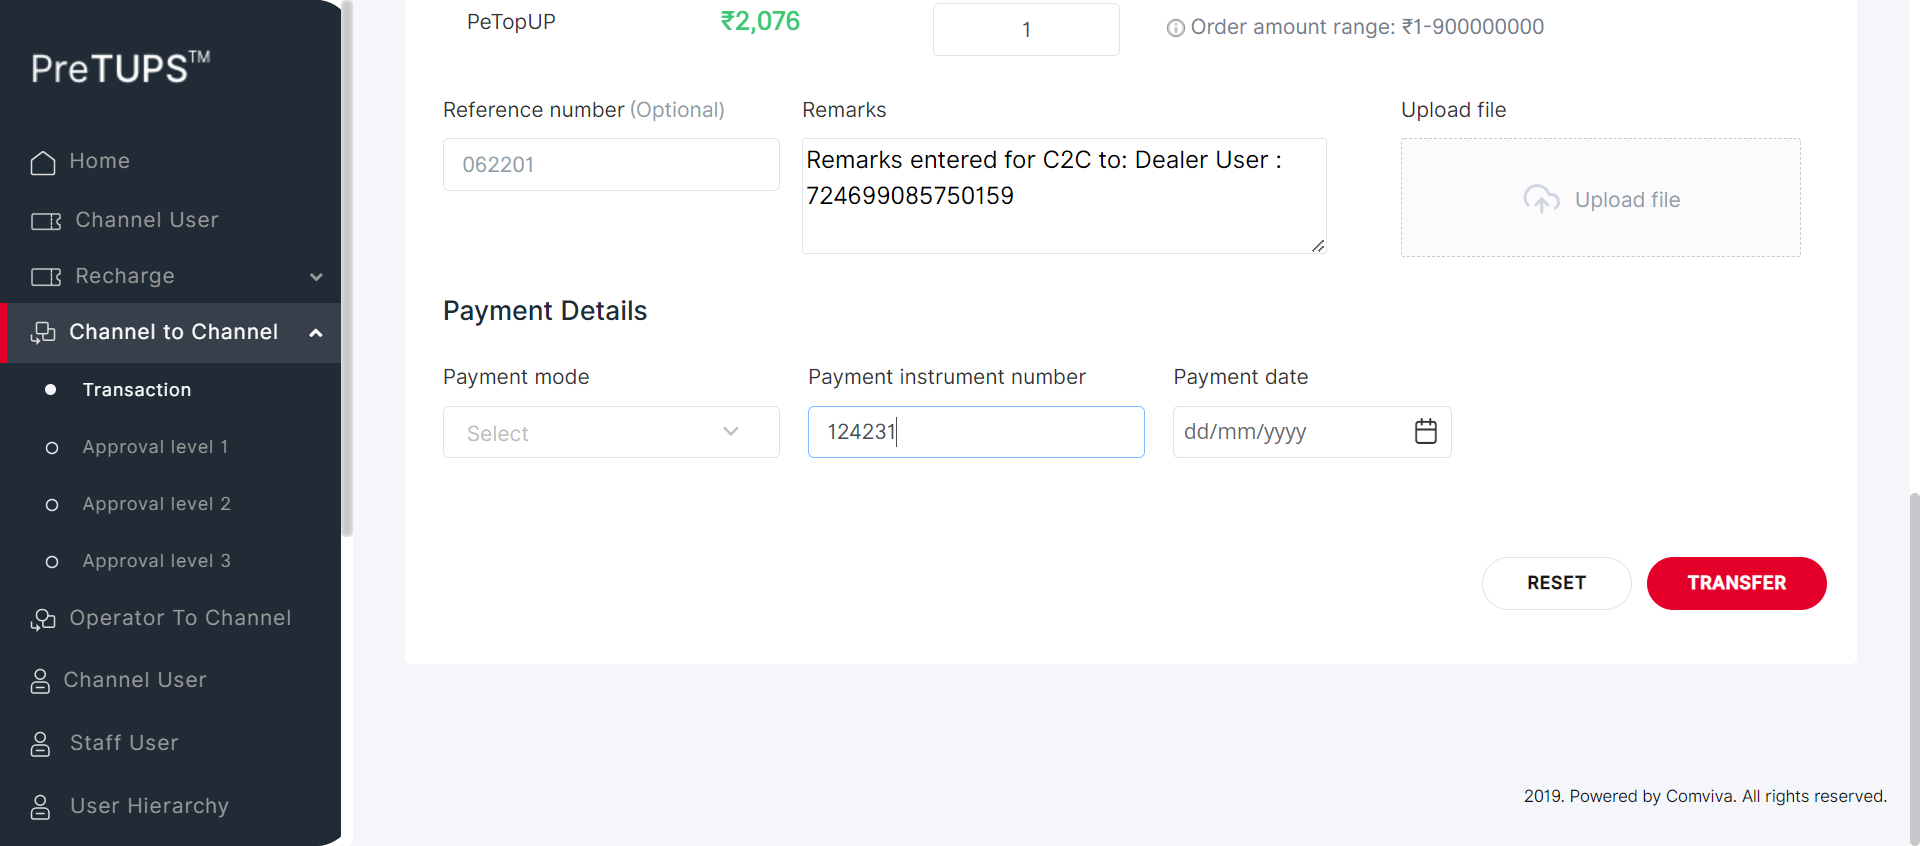 PreTUPS™
Home
Channel User
Recharge
Channel to Channel
Transaction
Approval level 1
Approval level 2
Approval level 3
Operator To Channel
Channel User
Staff User
User Hierarchy
PeTopUP ₹2,076 1 Order amount range: ₹1-900000000
Reference number (Optional) Remarks Upload file
062201
Remarks entered for C2C to: Dealer User :
724699085750159
Upload file
Payment Details
Payment mode Payment instrument number Payment date
Select 124231 dd/mm/yyyy
RESET TRANSFER
2019. Powered by Comviva. All rights reserved.